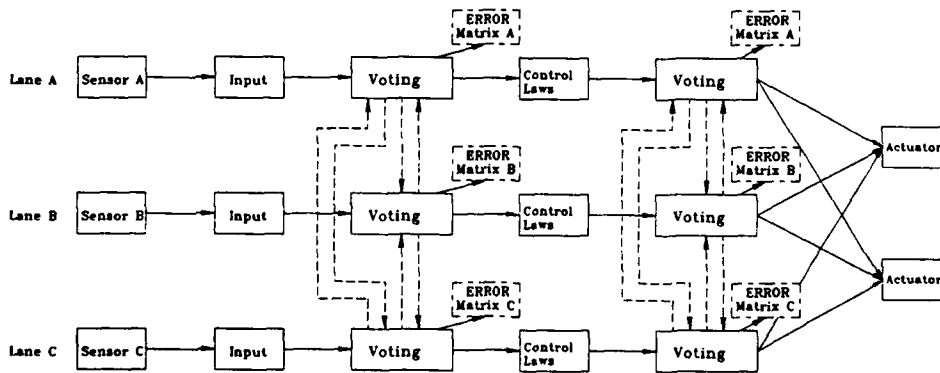 ERROR
Matrix A
ERROR
Matrix A
Lane A
Sensor A
Input
Voting
Control
Laws
Voting
Actuator
ERROR
Matrix B
ERROR
Matrix B
Lane B
Sensor B
Input
Voting
Control
Laws
Voting
Actuator
ERROR
Matrix C
ERROR
Matrix C
Lane C
Sensor C
Input
Voting
Control
Laws
Voting